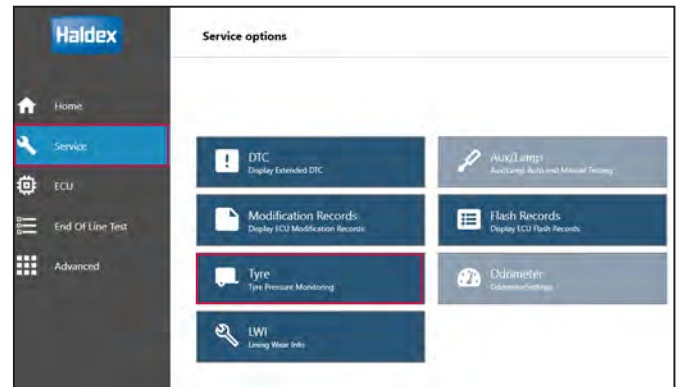 Haldex
Service options
Home
Service
ECU
End Of Line Test
Advanced
DTC
Display Extended DTC
Aux/Lamp
Aux/Lamp Auto and Manual Testing
Modification Records
Display ECU Modification Records
Flash Records
Display ECU Flash Records
Tyre
Tyre Pressure Monitoring
Odometer
OdometerSettings
LWI
Lining Wear Info